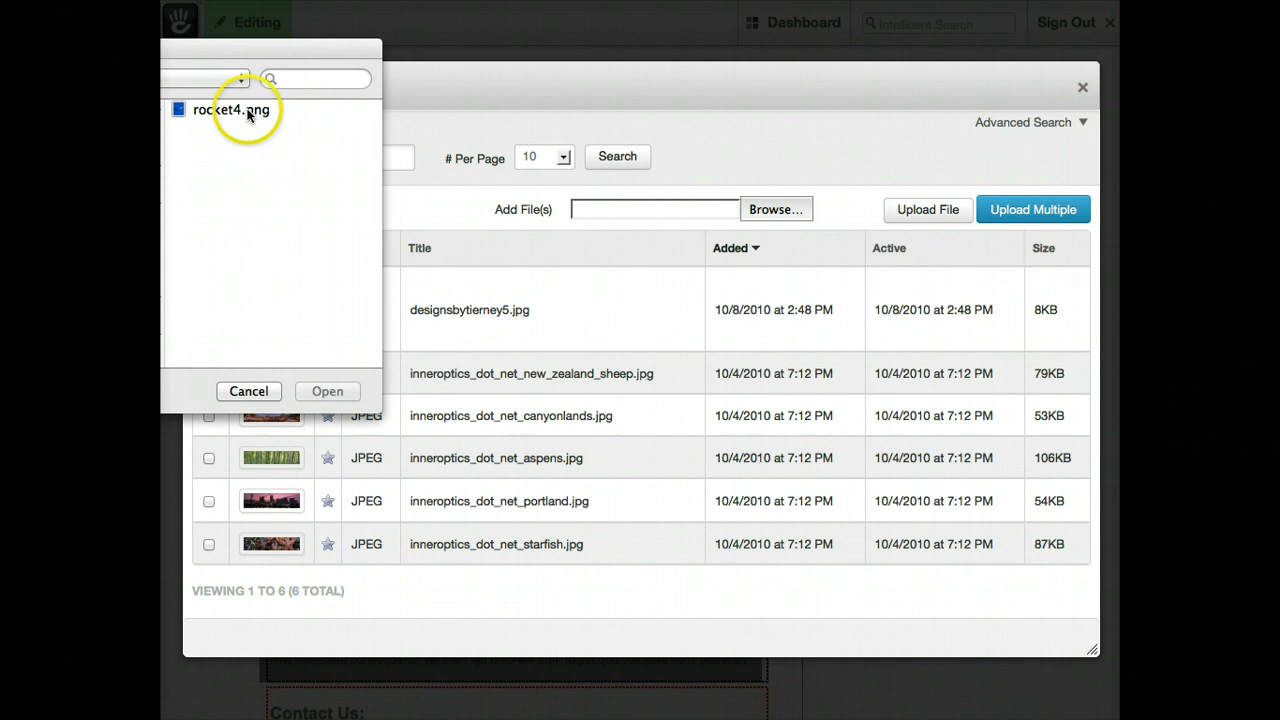 Editing
Dashboard
Intelligent Search
Sign Out ×
rocket4.png
Advanced Search
# Per Page
10
Search
Add File(s)
Browse...
Upload File
Upload Multiple
Title
Added
Active
Size
designsbytierney5.jpg
10/8/2010 at 2:48 PM
10/8/2010 at 2:48 PM
8KB
Cancel
Open
inneroptics_dot_net_new_zealand_sheep.jpg
10/4/2010 at 7:12 PM
10/4/2010 at 7:12 PM
79KB
JPEG
inneroptics_dot_net_canyonlands.jpg
10/4/2010 at 7:12 PM
10/4/2010 at 7:12 PM
53KB
JPEG
inneroptics_dot_net_aspens.jpg
10/4/2010 at 7:12 PM
10/4/2010 at 7:12 PM
106KB
JPEG
inneroptics_dot_net_portland.jpg
10/4/2010 at 7:12 PM
10/4/2010 at 7:12 PM
54KB
JPEG
inneroptics_dot_net_starfish.jpg
10/4/2010 at 7:12 PM
10/4/2010 at 7:12 PM
87KB
VIEWING 1 TO 6 (6 TOTAL)
Contact Us: